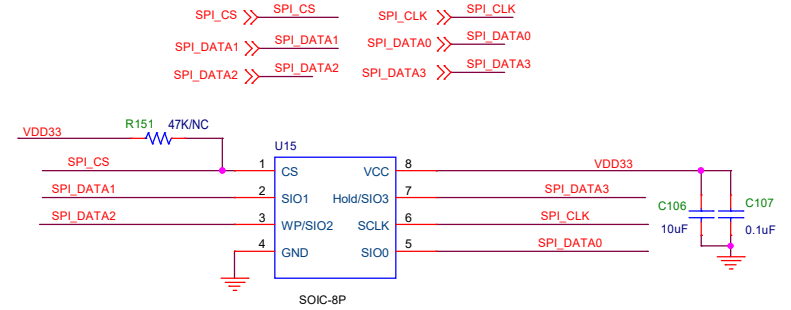 SPI_CS SPI_CS SPI_CLK SPI_CLK
SPI_DATA1 SPI_DATA1 SPI_DATA0 SPI_DATA0
SPI_DATA2 SPI_DATA2 SPI_DATA3 SPI_DATA3
VDD33 R151 47K/NC
U15
SPI_CS 1 CS VCC 8 VDD33
SPI_DATA1 2 SIO1 Hold/SIO3 7 SPI_DATA3
SPI_DATA2 3 WP/SIO2 SCLK 6 SPI_CLK
4 GND SIO0 5 SPI_DATA0
C106 C107
10uF 0.1uF
SOIC-8P